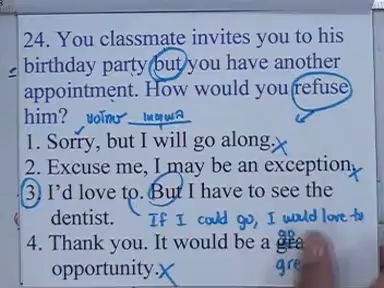 24. You classmate invites you to his
birthday party but you have another
appointment. How would you refuse
him?
1. Sorry, but I will go along.
2. Excuse me, I may be an exception.
3. I'd love to. But I have to see the
dentist. If I could go, I would love to
go
4. Thank you. It would be a
opportunity.